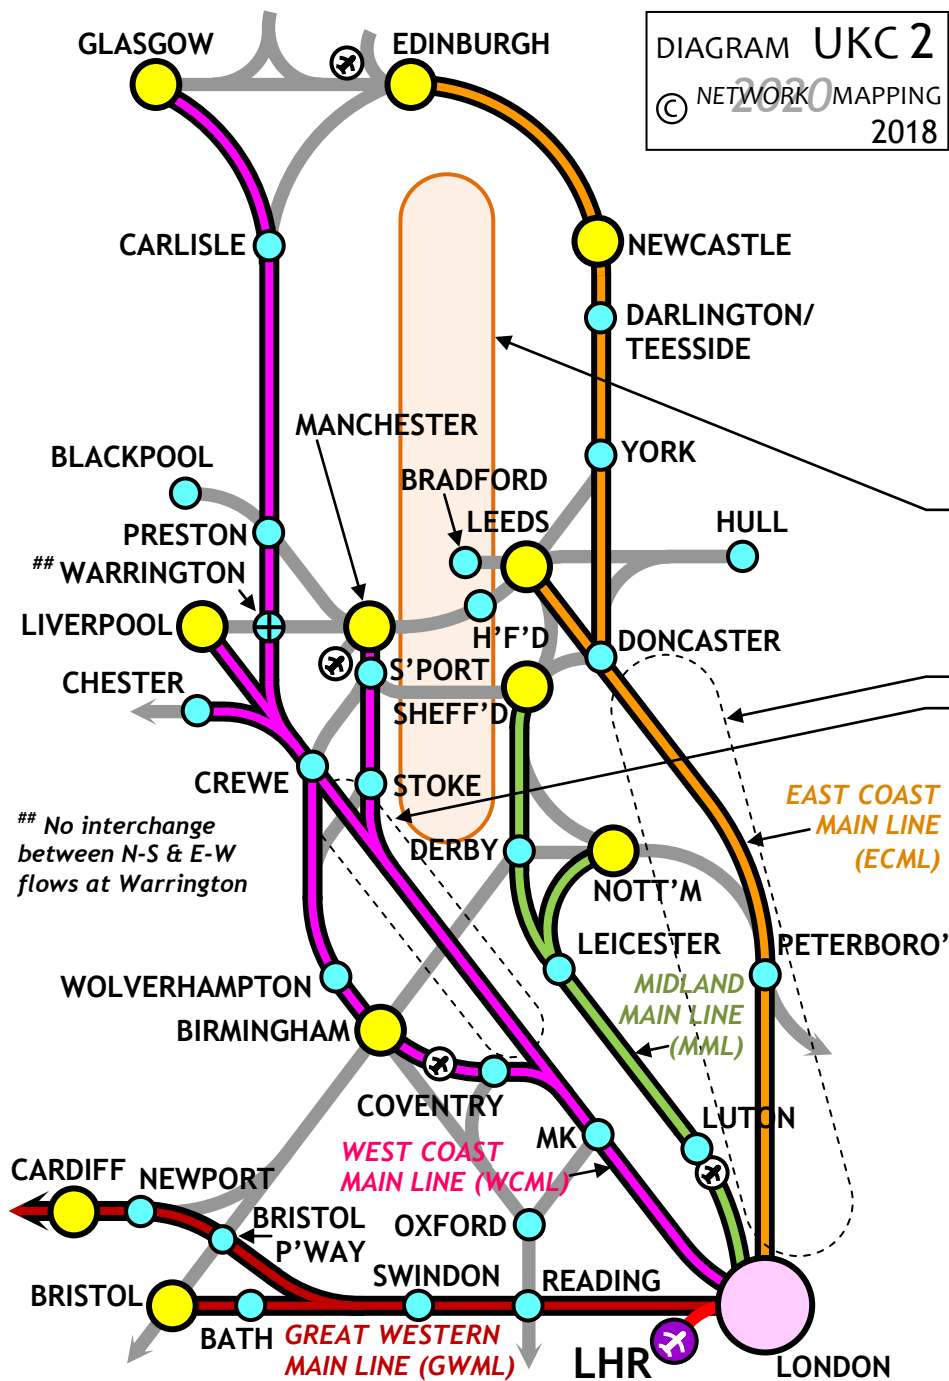 GLASGOW
EDINBURGH
DIAGRAM UKC 2
© NETWORK 2020 MAPPING
2018
CARLISLE
NEWCASTLE
DARLINGTON/
TEESSIDE
MANCHESTER
YORK
BLACKPOOL
BRADFORD
LEEDS
HULL
PRESTON
## WARRINGTON
LIVERPOOL
H'F'D
DONCASTER
CHESTER
S'PORT
SHEFF'D
CREWE
STOKE
EAST COAST
MAIN LINE
(ECML)
## No interchange
between N-S & E-W
flows at Warrington
DERBY
NOTT'M
LEICESTER
PETERBORO'
WOLVERHAMPTON
MIDLAND
MAIN LINE
(MML)
BIRMINGHAM
COVENTRY
LUTON
MK
WEST COAST
MAIN LINE (WCML)
CARDIFF
NEWPORT
BRISTOL
P'WAY
OXFORD
SWINDON
READING
BRISTOL
BATH
GREAT WESTERN
MAIN LINE (GWML)
LHR
LONDON